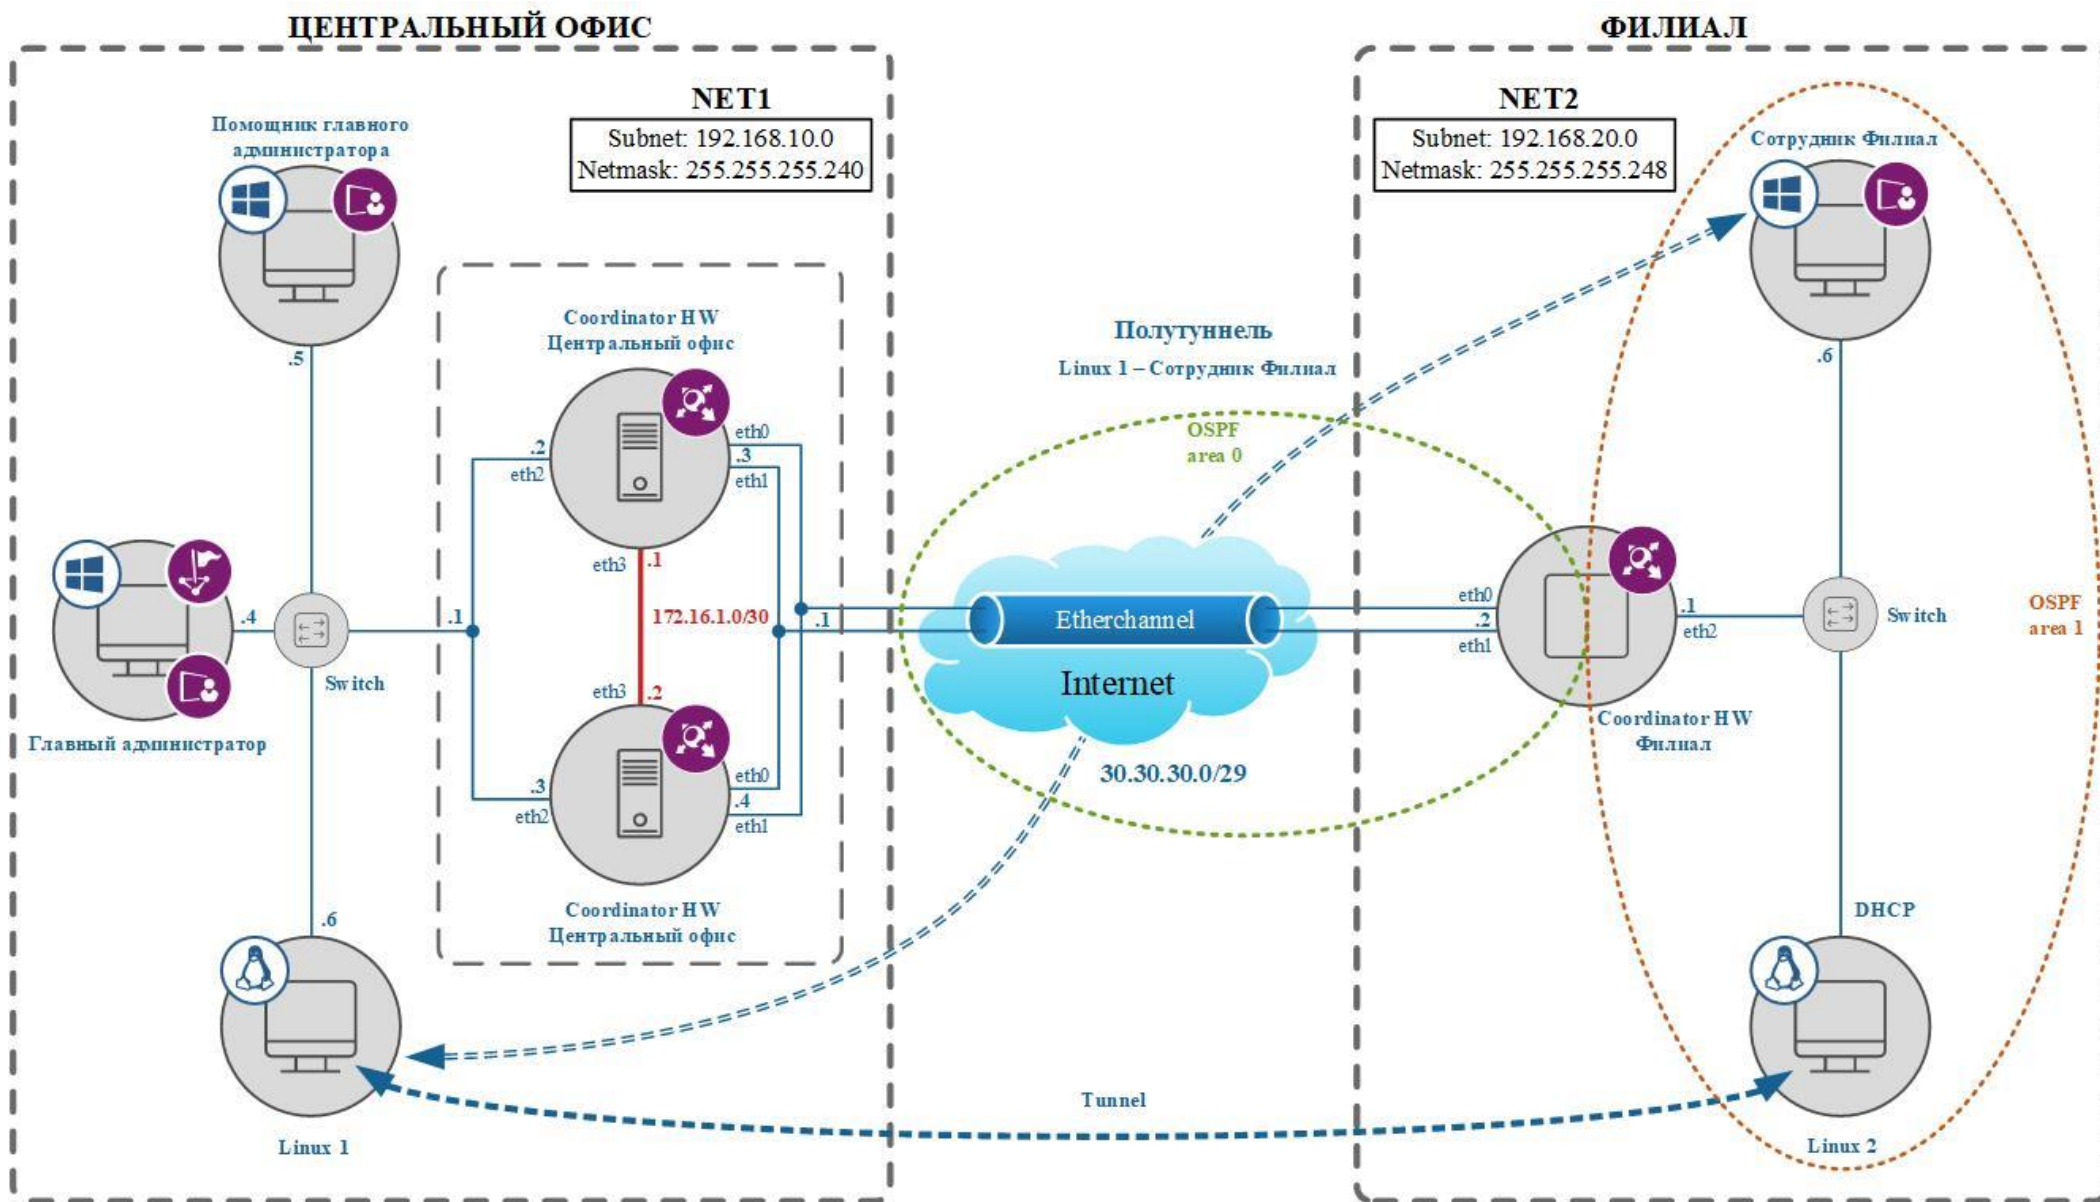 ЦЕНТРАЛЬНЫЙ ОФИС
ФИЛИАЛ
NET1
Subnet: 192.168.10.0
Netmask: 255.255.255.240
NET2
Subnet: 192.168.20.0
Netmask: 255.255.255.248
Помощник главного
администратора
.5
Сотрудник Филиал
.6
Coordinator HW
Центральный офис
.2
eth2
eth0
.3
eth1
eth3
.1
172.16.1.0/30
eth3
.2
.3
eth2
eth0
.4
eth1
Coordinator HW
Центральный офис
.4
.1
.1
Switch
Главный администратор
.6
Linux 1
Полутуннель
Linux 1 – Сотрудник Филиал
OSPF
area 0
Etherchannel
Internet
30.30.30.0/29
eth0
.2
eth1
.1
eth2
Switch
OSPF
area 1
Coordinator HW
Филиал
DHCP
Tunnel
Linux 2